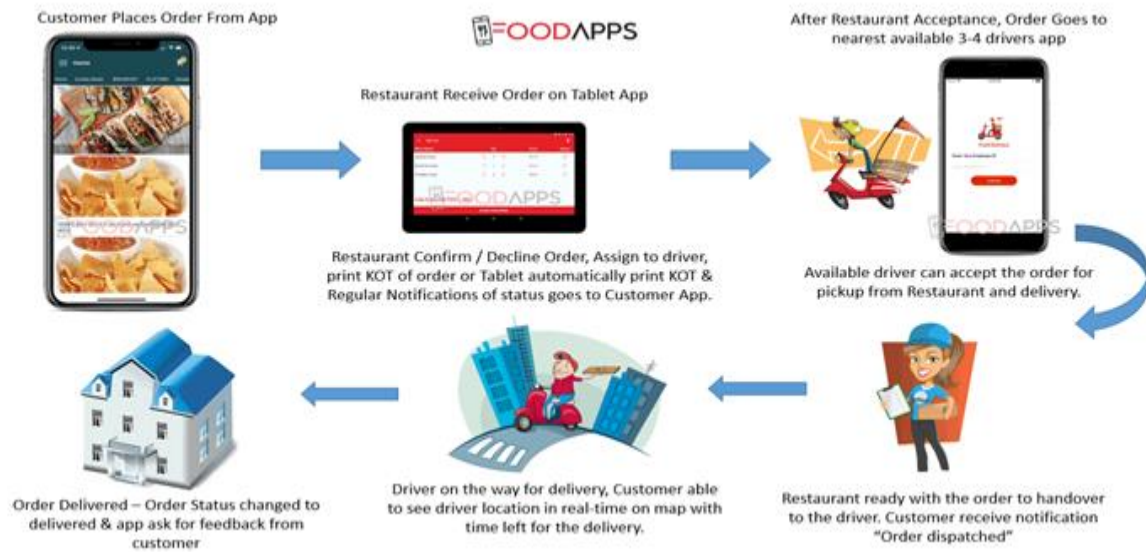 Customer Places Order From App
FOODAPPS
After Restaurant Acceptance, Order Goes to
nearest available 3-4 drivers app
Restaurant Receive Order on Tablet App
FOODAPPS
FOODAPPS
FOODAPPS
Restaurant Confirm / Decline Order, Assign to driver,
print KOT of order or Tablet automatically print KOT &
Regular Notifications of status goes to Customer App.
Available driver can accept the order for
pickup from Restaurant and delivery.
Order Delivered – Order Status changed to
delivered & app ask for feedback from
customer
Driver on the way for delivery, Customer able
to see driver location in real-time on map with
time left for the delivery.
Restaurant ready with the order to handover
to the driver. Customer receive notification
“Order dispatched”